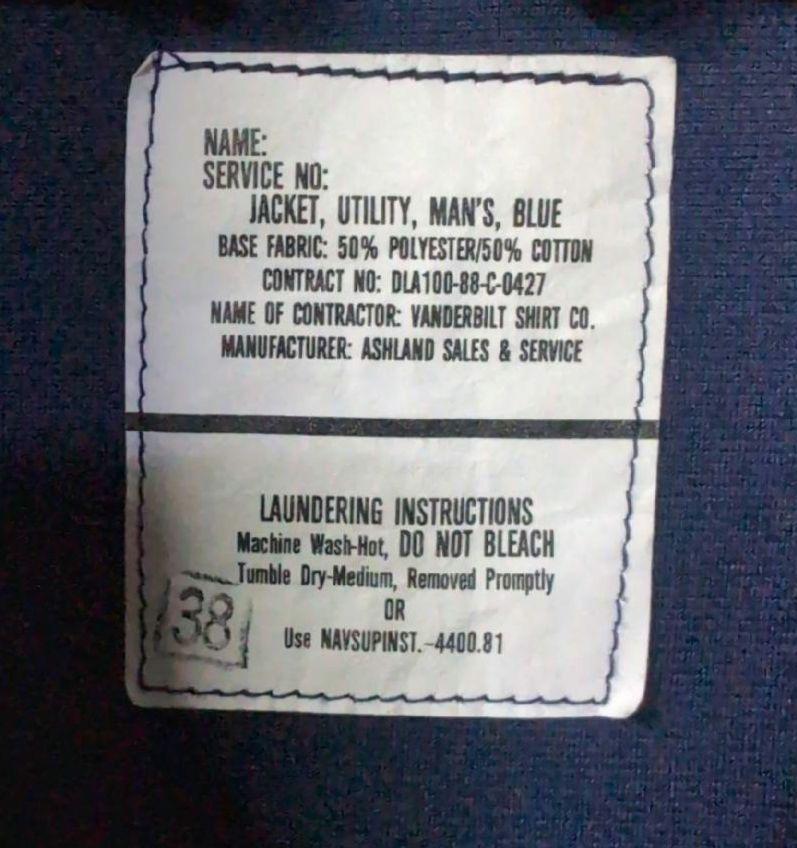 NAME:
SERVICE NO:
JACKET, UTILITY, MAN'S, BLUE
BASE FABRIC: 50% POLYESTER/50% COTTON
CONTRACT NO: DLA100-88-C-0427
NAME OF CONTRACTOR: VANDERBILT SHIRT CO.
MANUFACTURER: ASHLAND SALES & SERVICE
LAUNDERING INSTRUCTIONS
Machine Wash-Hot, DO NOT BLEACH
Tumble Dry-Medium, Removed Promptly
OR
Use NAVSUPINST.-4400.81
38